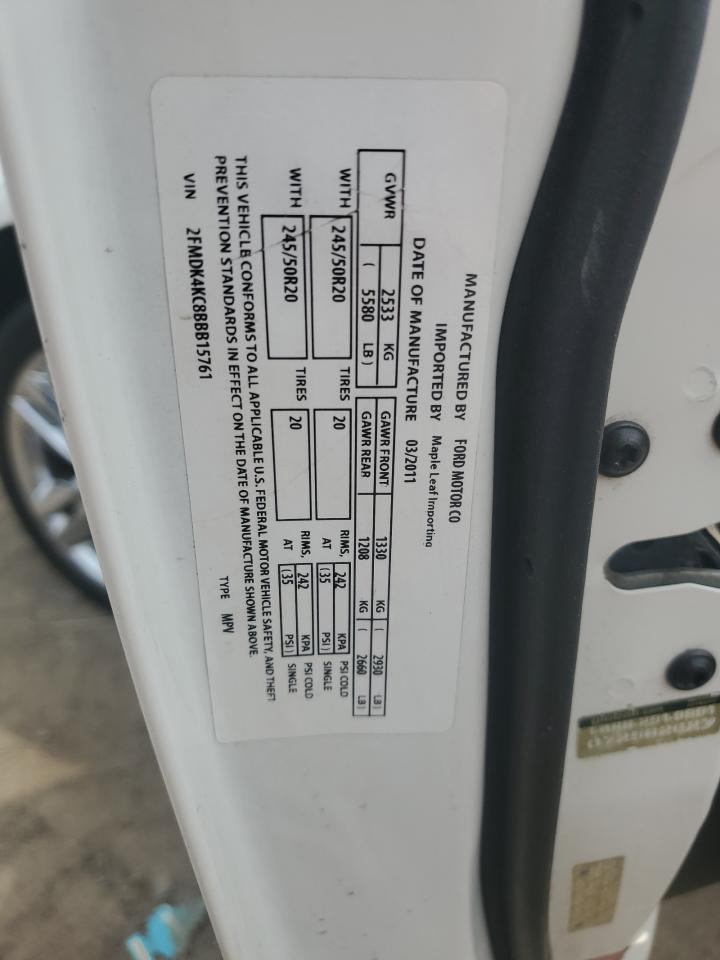 MANUFACTURED BY FORD MOTOR CO
IMPORTED BY Maple Leaf Importing
DATE OF MANUFACTURE 03/2011
GVWR 2533 KG GAWR FRONT 1330 KG ( 2930 LB)
( 5580 LB ) GAWR REAR 1208 KG ( 2660 LB)
WITH 245/50R20 TIRES 20 RIMS, 242 KPA PSI COLD
AT (35 PSI) SINGLE
WITH 245/50R20 TIRES 20 RIMS, 242 KPA PSI COLD
AT (35 PSI) SINGLE
THIS VEHICLE CONFORMS TO ALL APPLICABLE U.S. FEDERAL MOTOR VEHICLE SAFETY, AND THEFT
PREVENTION STANDARDS IN EFFECT ON THE DATE OF MANUFACTURE SHOWN ABOVE.
VIN 2FMDK4KC8BBB15761 TYPE MPV